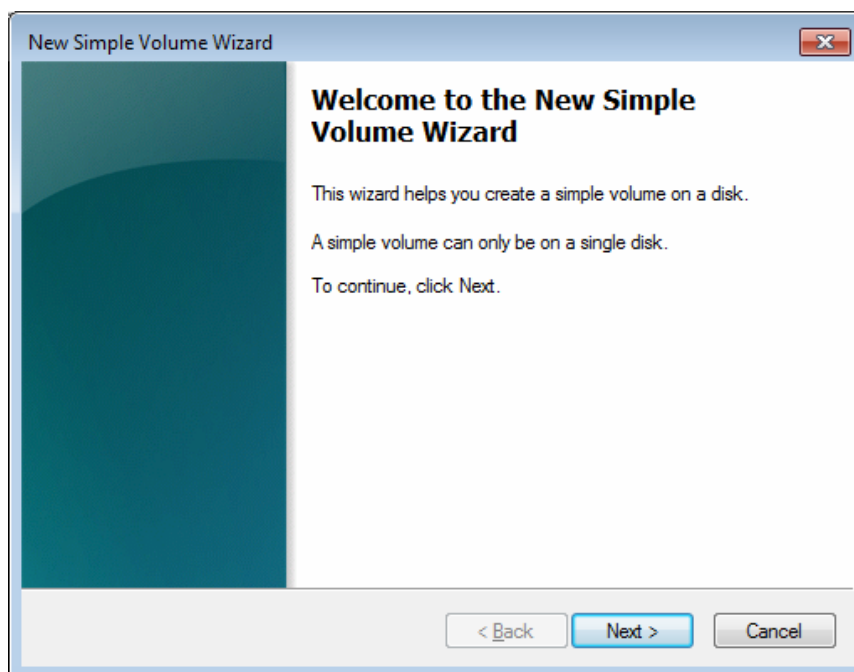 New Simple Volume Wizard
Welcome to the New Simple
Volume Wizard
This wizard helps you create a simple volume on a disk.
A simple volume can only be on a single disk.
To continue, click Next.
< Back
Next >
Cancel